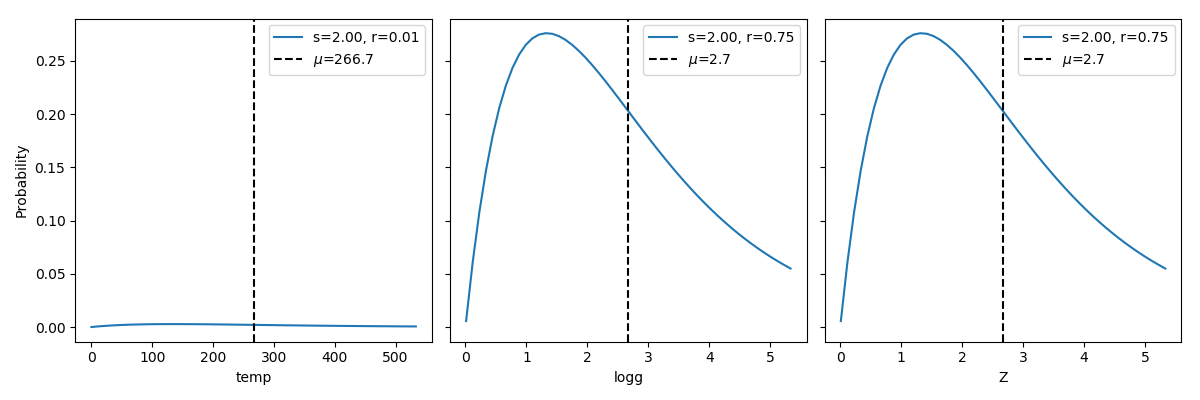 s=2.00, r=0.01
μ=266.7
s=2.00, r=0.75
μ=2.7
s=2.00, r=0.75
μ=2.7
Probability
0.25
0.20
0.15
0.10
0.05
0.00
0 100 200 300 400 500
0 1 2 3 4 5
0 1 2 3 4 5
temp
logg
Z